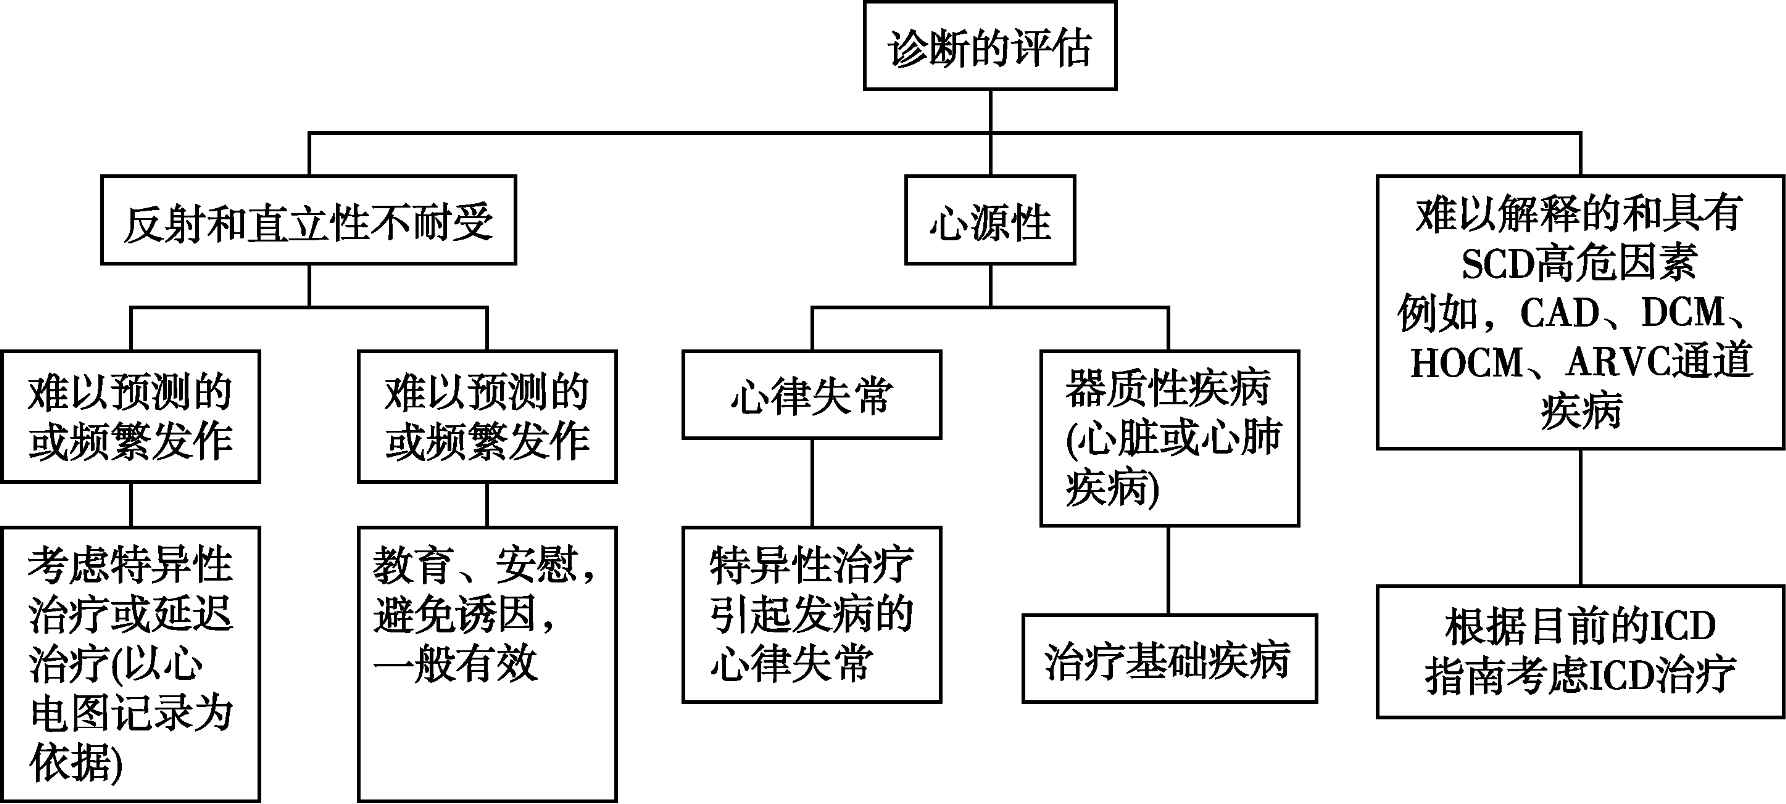 诊断的评估
反射和直立性不耐受
心源性
难以解释的和具有
SCD高危因素
例如，CAD、DCM、
HOCM、ARVC通道
疾病
难以预测的
或频繁发作
难以预测的
或频繁发作
心律失常
器质性疾病
(心脏或心肺
疾病)
考虑特异性
治疗或延迟
治疗(以心
电图记录为
依据)
教育、安慰，
避免诱因，
一般有效
特异性治疗
引起发病的
心律失常
治疗基础疾病
根据目前的ICD
指南考虑ICD治疗